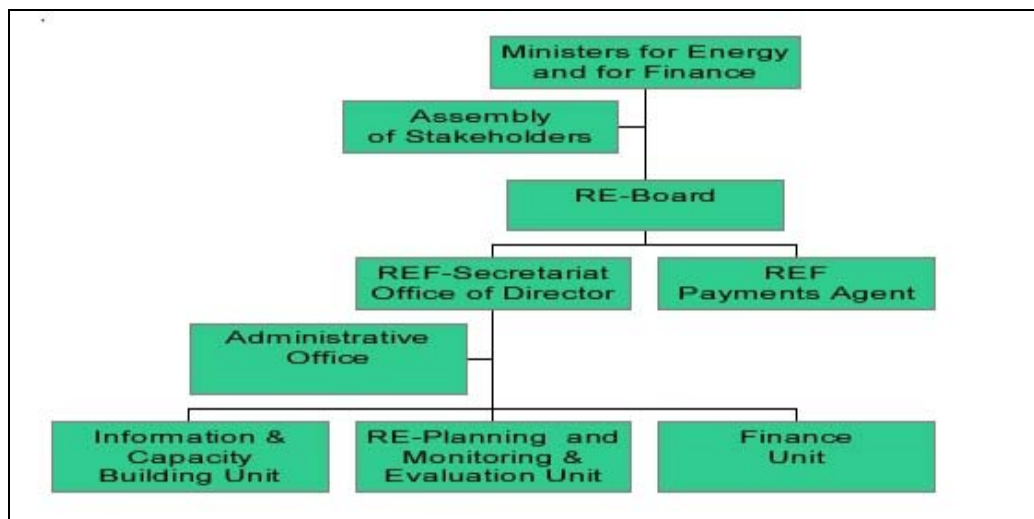 Ministers for Energy
and for Finance
Assembly
of Stakeholders
RE-Board
REF-Secretariat
Office of Director
REF
Payments Agent
Administrative
Office
Information &
Capacity
Building Unit
RE-Planning and
Monitoring &
Evaluation Unit
Finance
Unit